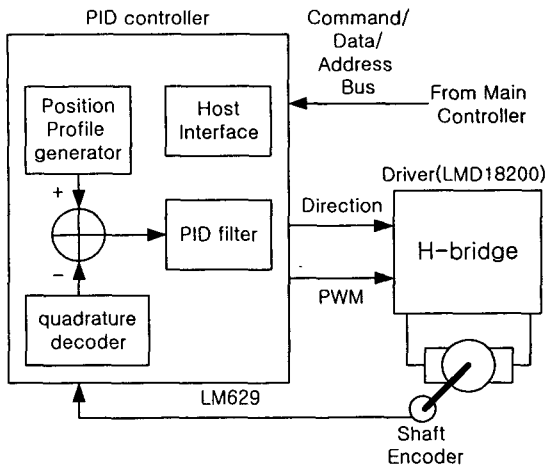 PID controller
Command/
Data/
Address
Bus
From Main
Controller
Position
Profile
generator
Host
Interface
+
PID filter
−
quadrature
decoder
Direction
PWM
Driver(LMD18200)
H-bridge
LM629
Shaft
Encoder